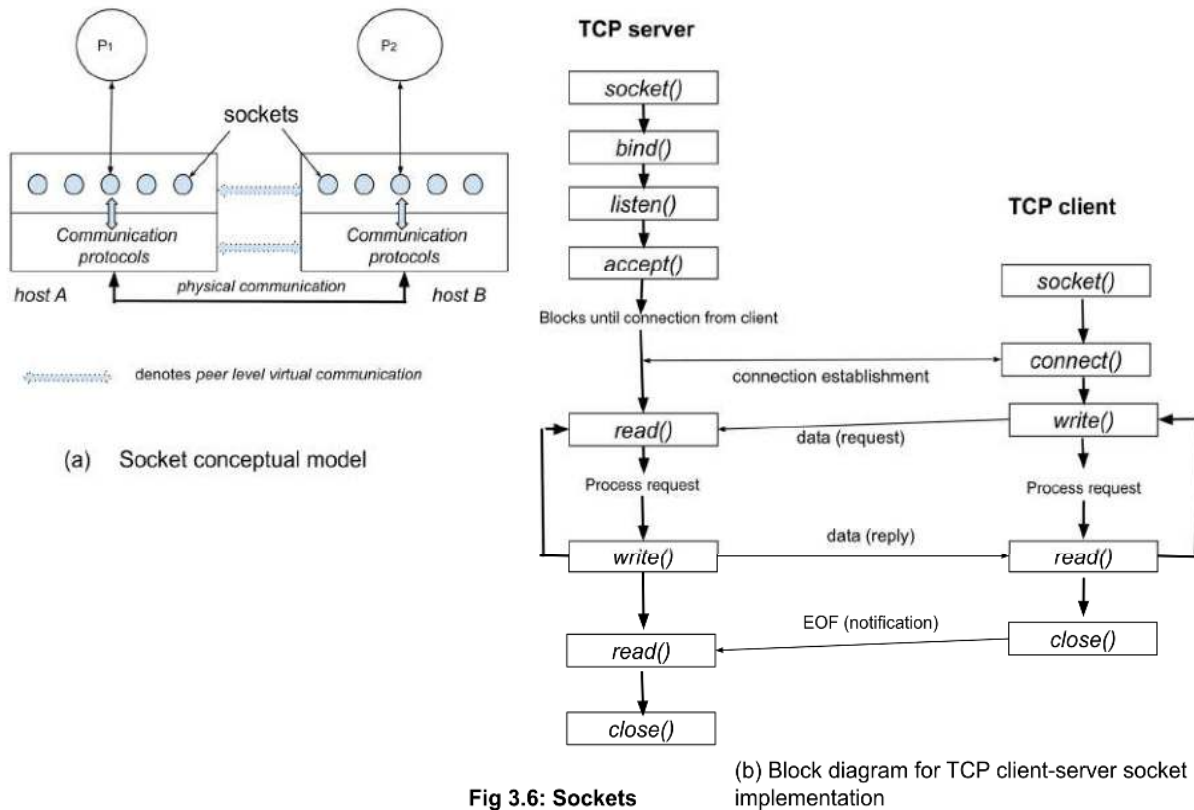 P1
P2
sockets
Communication
protocols
Communication
protocols
host A
physical communication
host B
denotes peer level virtual communication
(a) Socket conceptual model
TCP server
socket()
bind()
listen()
accept()
Blocks until connection from client
read()
Process request
write()
read()
close()
TCP client
socket()
connect()
connection establishment
write()
data (request)
Process request
data (reply)
read()
EOF (notification)
close()
(b) Block diagram for TCP client-server socket
implementation
Fig 3.6: Sockets